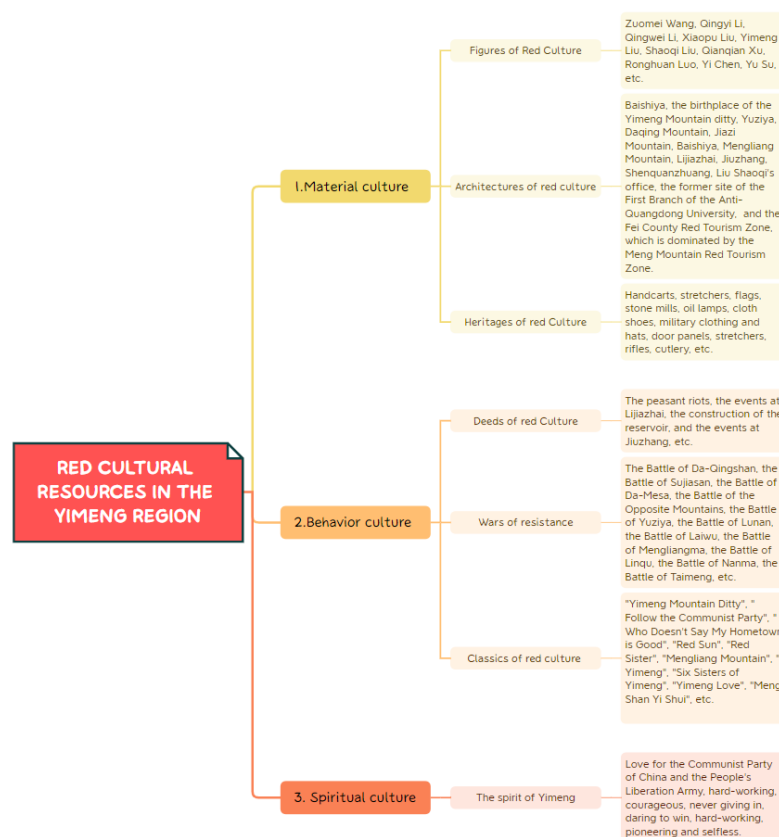 RED CULTURAL
RESOURCES IN THE
YIMENG REGION
1.Material culture
Figures of Red Culture
Zuomei Wang, Qingyi Li,
Qingwei Li, Xiaopu Liu, Yimeng
Liu, Shaoqi Liu, Qianqian Xu,
Ronghuan Luo, Yi Chen, Yu Su,
etc.
Architectures of red culture
Baishiya, the birthplace of the
Yimeng Mountain ditty, Yuziya,
Daqing Mountain, Jiazi
Mountain, Baishiya, Mengliang
Mountain, Lijiazhai, Jiuzhang,
Shenquanzhuang, Liu Shaoqi's
office, the former site of the
First Branch of the Anti-
Quangdong University, and the
Fei County Red Tourism Zone,
which is dominated by the
Meng Mountain Red Tourism
Zone.
Heritages of red Culture
Handcarts, stretchers, flags,
stone mills, oil lamps, cloth
shoes, military clothing and
hats, door panels, stretchers,
rifles, cutlery, etc.
2.Behavior culture
Deeds of red Culture
The peasant riots, the events at
Lijiazhai, the construction of the
reservoir, and the events at
Jiuzhang, etc.
Wars of resistance
The Battle of Da-Qingshan, the
Battle of Sujiasan, the Battle of
Da-Mesa, the Battle of the
Opposite Mountains, the Battle
of Yuziya, the Battle of Lunan,
the Battle of Laiwu, the Battle
of Mengliangma, the Battle of
Linqu, the Battle of Nanma, the
Battle of Taimeng, etc.
Classics of red culture
"Yimeng Mountain Ditty", "
Follow the Communist Party", "
Who Doesn't Say My Hometown
is Good", "Red Sun", "Red
Sister", "Mengliang Mountain", "
Yimeng", "Six Sisters of
Yimeng", "Yimeng Love", "Meng
Shan Yi Shui", etc.
3. Spiritual culture
The spirit of Yimeng
Love for the Communist Party
of China and the People's
Liberation Army, hard-working,
courageous, never giving in,
daring to win, hard-working,
pioneering and selfless.